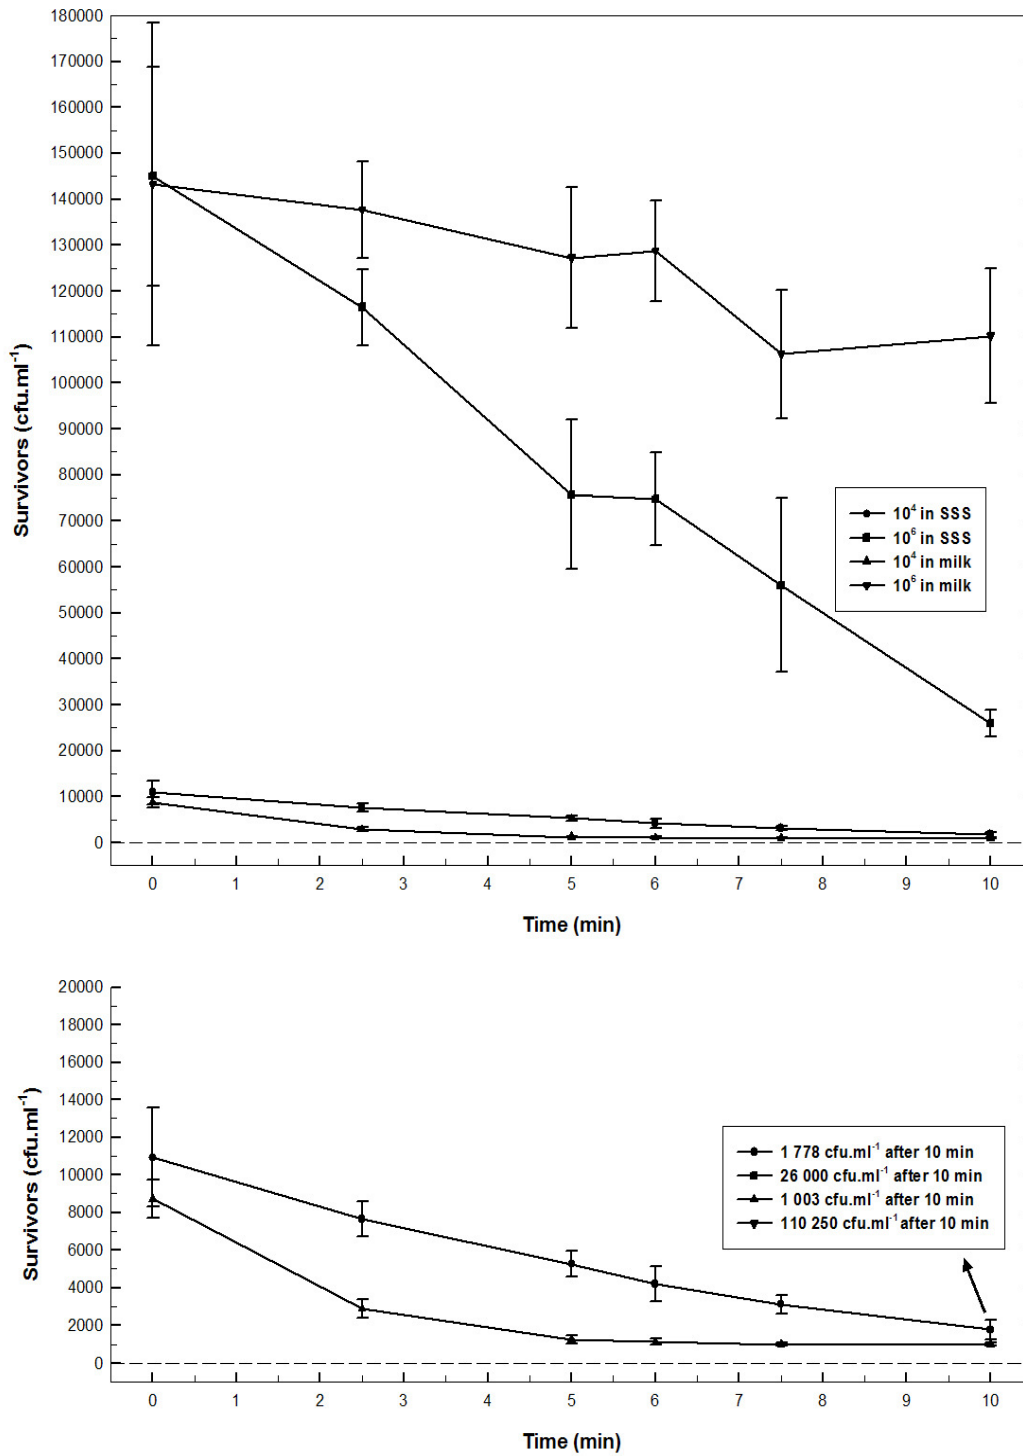 180000
170000
160000
150000
140000
130000
120000
110000
100000
90000
80000
70000
60000
50000
40000
30000
20000
10000
0
Survivors (cfu.ml⁻¹)
10⁴ in SSS
10⁶ in SSS
10⁴ in milk
10⁶ in milk
0 1 2 3 4 5 6 7 8 9 10
Time (min)
20000
18000
16000
14000
12000
10000
8000
6000
4000
2000
0
Survivors (cfu.ml⁻¹)
1 778 cfu.ml⁻¹ after 10 min
26 000 cfu.ml⁻¹ after 10 min
1 003 cfu.ml⁻¹ after 10 min
110 250 cfu.ml⁻¹ after 10 min
0 1 2 3 4 5 6 7 8 9 10
Time (min)